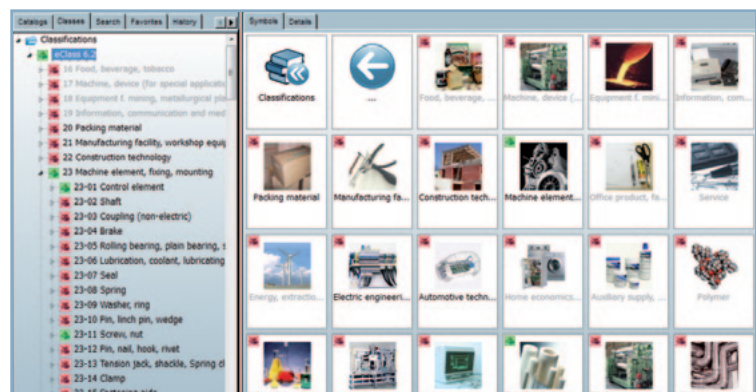 Catalogs Classes Search Favorites History
Classifications
eClass 6.2
16 Food, beverage, tobacco
17 Machine, device (for special applicatio
18 Equipment f. mining, metallurgical pla
19 Information, communication and med
20 Packing material
21 Manufacturing facility, workshop equip
22 Construction technology
23 Machine element, fixing, mounting
23-01 Control element
23-02 Shaft
23-03 Coupling (non-electric)
23-04 Brake
23-05 Rolling bearing, plain bearing, s
23-06 Lubrication, coolant, lubricating
23-07 Seal
23-08 Spring
23-09 Washer, ring
23-10 Pin, linch pin, wedge
23-11 Screw, nut
23-12 Pin, nail, hook, rivet
23-13 Tension jack, shackle, Spring cl
23-14 Clamp
23-15 Fastening aids
Symbols Details
Classifications
...
Food, beverage, ...
Machine, device (...
Equipment f. mini...
Information, com...
Packing material
Manufacturing fa...
Construction tech...
Machine element...
Office product, fa...
Service
Energy, extractio...
Electric engineeri...
Automotive techn...
Home economics...
Auxiliary supply, ...
Polymer